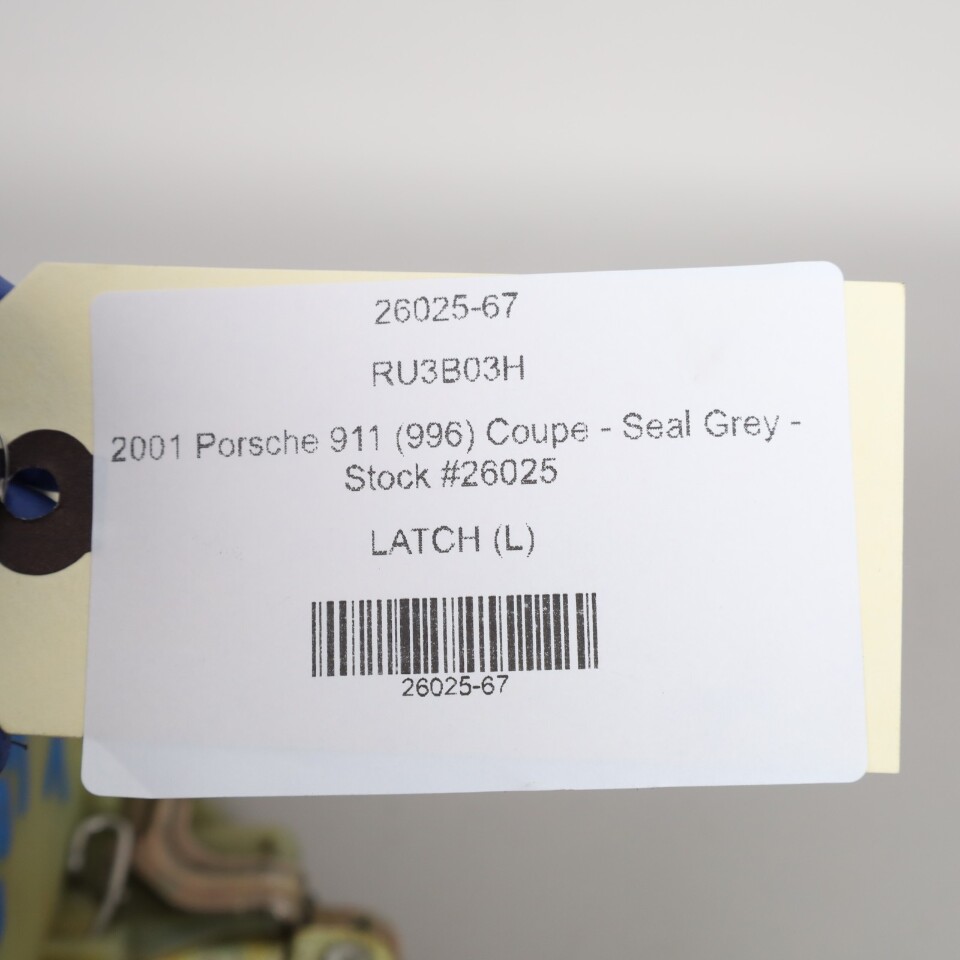 26025-67
RU3B03H
2001 Porsche 911 (996) Coupe - Seal Grey -
Stock #26025
LATCH (L)
26025-67